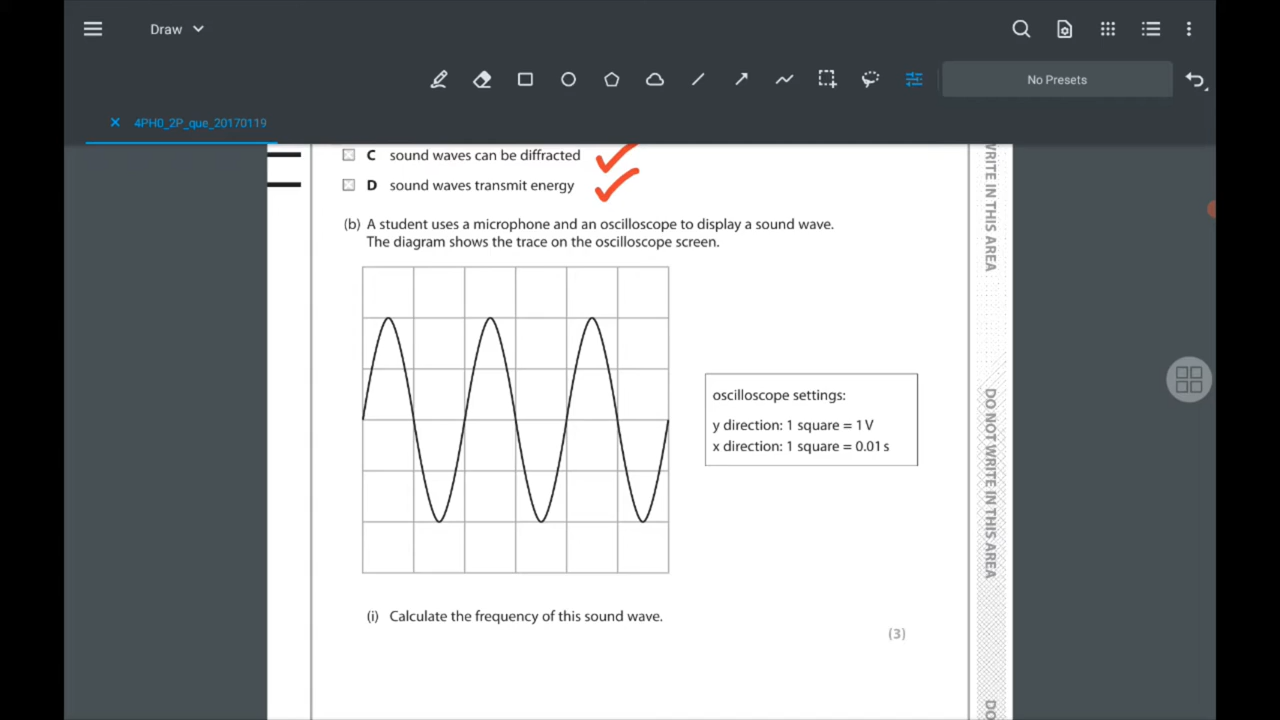 Draw
No Presets
4PH0_2P_que_20170119
C sound waves can be diffracted
D sound waves transmit energy
(b) A student uses a microphone and an oscilloscope to display a sound wave.
The diagram shows the trace on the oscilloscope screen.
oscilloscope settings:
y direction: 1 square = 1 V
x direction: 1 square = 0.01 s
(i) Calculate the frequency of this sound wave.
(3)
WRITE IN THIS AREA
DO NOT WRITE IN THIS AREA
DO